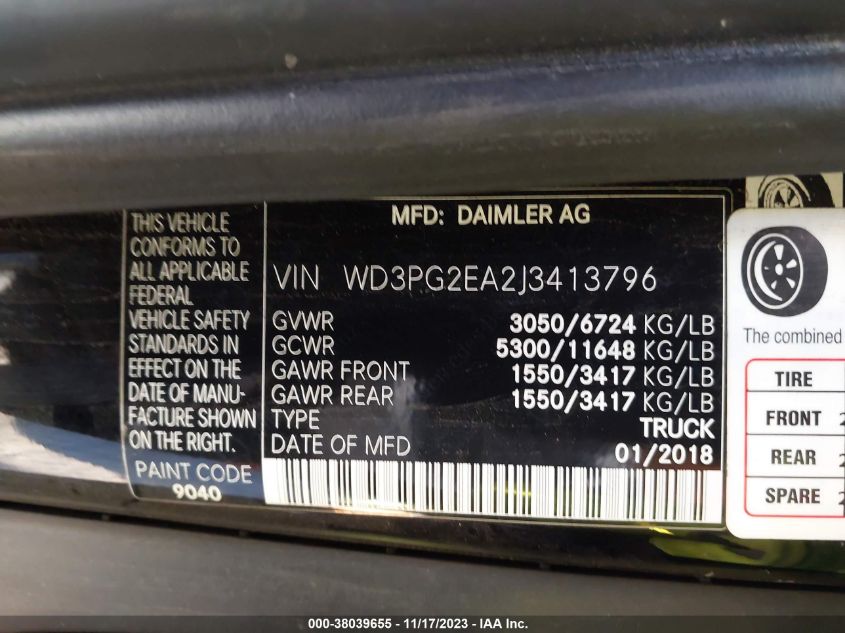 THIS VEHICLE
CONFORMS TO
ALL APPLICABLE
FEDERAL
VEHICLE SAFETY
STANDARDS IN
EFFECT ON THE
DATE OF MANU-
FACTURE SHOWN
ON THE RIGHT.
PAINT CODE
9040
MFD: DAIMLER AG
VIN WD3PG2EA2J3413796
GVWR 3050/6724 KG/LB
GCWR 5300/11648 KG/LB
GAWR FRONT 1550/3417 KG/LB
GAWR REAR 1550/3417 KG/LB
TYPE TRUCK
DATE OF MFD 01/2018
The combined
TIRE
FRONT 2
REAR 2
SPARE 2
000-38039655 - 11/17/2023 - IAA Inc.